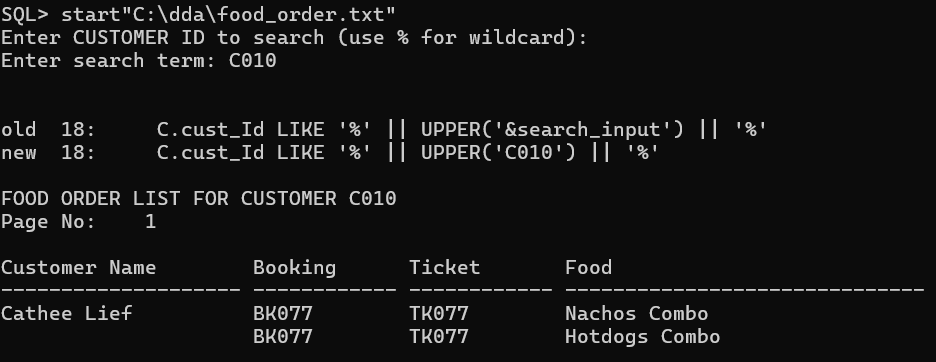 SQL> start"C:\dda\food_order.txt"
Enter CUSTOMER ID to search (use % for wildcard):
Enter search term: C010
old  18:     C.cust_Id LIKE '%' || UPPER('&search_input') || '%'
new  18:     C.cust_Id LIKE '%' || UPPER('C010') || '%'
FOOD ORDER LIST FOR CUSTOMER C010
Page No:    1
Customer Name        Booking      Ticket       Food
-------------------- ------------ ------------ ------------------------------
Cathee Lief          BK077        TK077        Nachos Combo
                     BK077        TK077        Hotdogs Combo